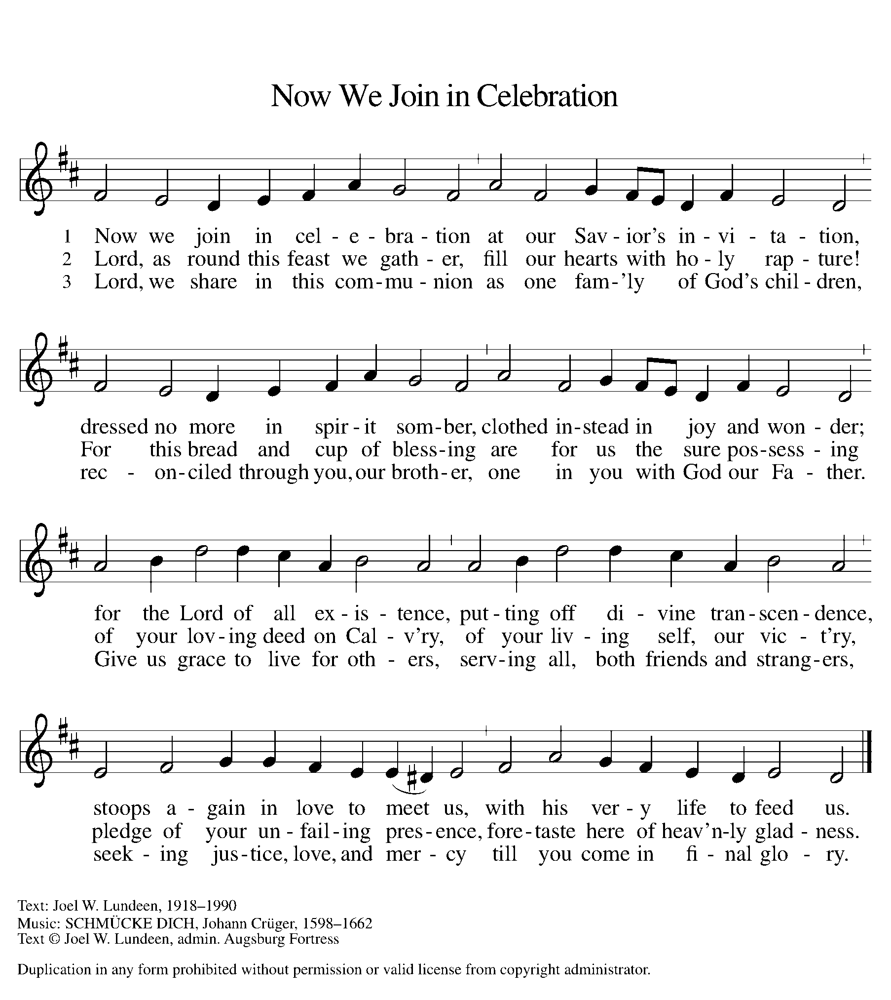 Now We Join in Celebration
1 Now we join in cel - e - bra - tion at our Sav - ior's in - vi - ta - tion,
2 Lord, as round this feast we gath - er, fill our hearts with ho - ly rap - ture!
3 Lord, we share in this com - mu - nion as one fam - 'ly of God's chil - dren,
dressed no more in spir - it som - ber, clothed in - stead in joy and won - der;
For this bread and cup of bless - ing are for us the sure pos - sess - ing
rec - on - ciled through you, our broth - er, one in you with God our Fa - ther.
for the Lord of all ex - is - tence, put - ting off di - vine tran - scen - dence,
of your lov - ing deed on Cal - v'ry, of your liv - ing self, our vic - t'ry,
Give us grace to live for oth - ers, serv - ing all, both friends and strang - ers,
stoops a - gain in love to meet us, with his ver - y life to feed us.
pledge of your un - fail - ing pres - ence, fore - taste here of heav'n - ly glad - ness.
seek - ing jus - tice, love, and mer - cy till you come in fi - nal glo - ry.
Text: Joel W. Lundeen, 1918–1990
Music: SCHMÜCKE DICH, Johann Crüger, 1598–1662
Text © Joel W. Lundeen, admin. Augsburg Fortress
Duplication in any form prohibited without permission or valid license from copyright administrator.